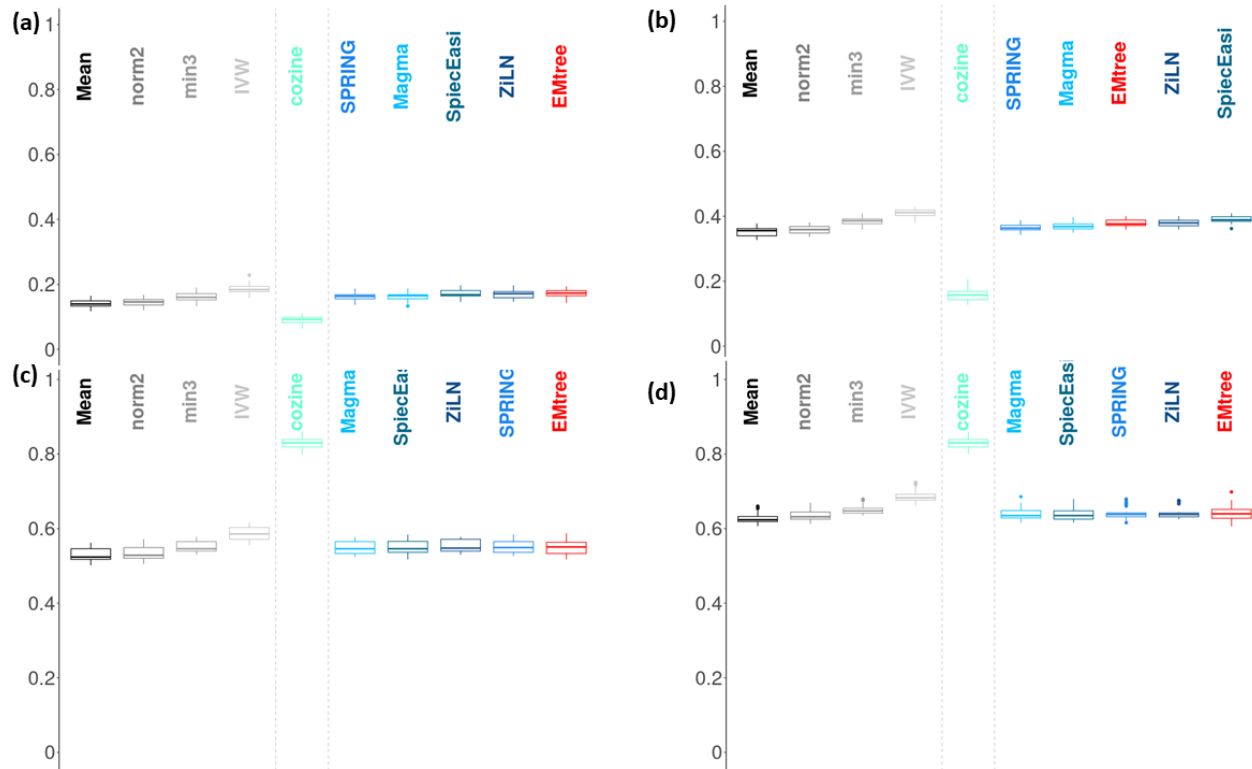 (a)
1
0.8
0.6
0.4
0.2
0
Mean
norm2
min3
IVW
cozine
SPRING
Magma
SpiecEasi
ZiLN
EMtree
(b)
1
0.8
0.6
0.4
0.2
0
Mean
norm2
min3
IVW
cozine
SPRING
Magma
EMtree
ZiLN
SpiecEasi
(c)
1
0.8
0.6
0.4
0.2
0
Mean
norm2
min3
IVW
cozine
Magma
SpiecEas
ZiLN
SPRING
EMtree
(d)
1
0.8
0.6
0.4
0.2
0
Mean
norm2
min3
IVW
cozine
Magma
SpiecEasi
SPRING
ZiLN
EMtree